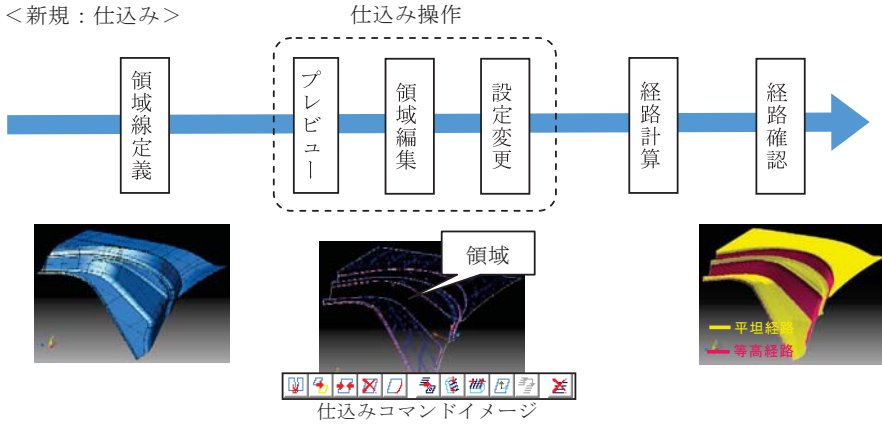 ＜新規：仕込み＞
仕込み操作
領域線定義
プレビュー
領域編集
設定変更
経路計算
経路確認
領域
平坦経路
等高経路
仕込みコマンドイメージ